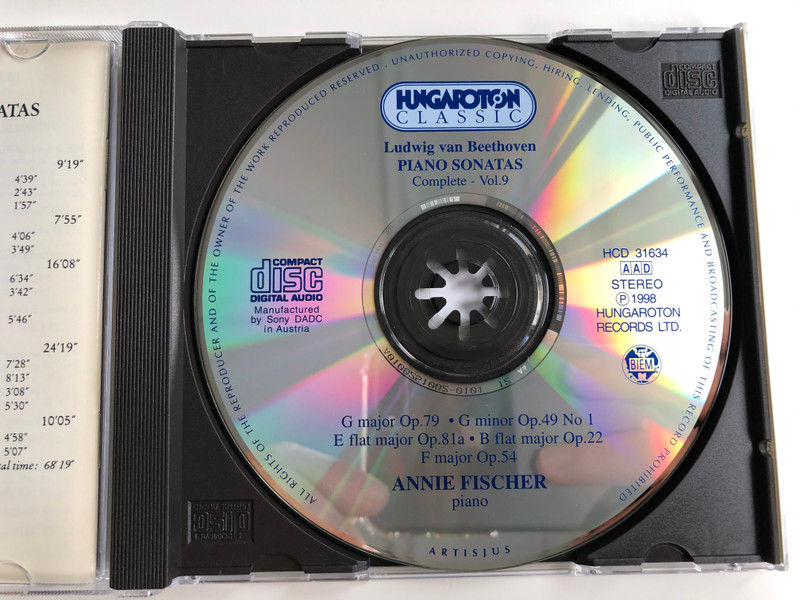 ATAS
9'19"
4'39"
2'43"
1'57"
7'55"
4'06"
3'49"
16'08"
6'34"
3'42"
5'46"
24'19"
7'28"
8'13"
3'08"
5'30"
10'05"
4'58"
5'07"
al time: 68'19"
ALL RIGHTS OF THE REPRODUCER AND OF THE OWNER OF THE WORK REPRODUCED RESERVED . UNAUTHORIZED COPYING, HIRING, LENDING, PUBLIC PERFORMANCE AND BROADCASTING OF THIS RECORD PROHIBITED
HUNGAROTON
CLASSIC
Ludwig van Beethoven
PIANO SONATAS
Complete - Vol.9
COMPACT
disc
DIGITAL AUDIO
Manufactured
by Sony DADC
in Austria
HCD 31634
AAD
STEREO
℗ 1998
HUNGAROTON
RECORDS LTD.
BIEM
G major Op.79 • G minor Op.49 No 1
E flat major Op.81a • B flat major Op.22
F major Op.54
ANNIE FISCHER
piano
ARTISJUS
COMPACT
disc
DIGITAL AUDIO
disc